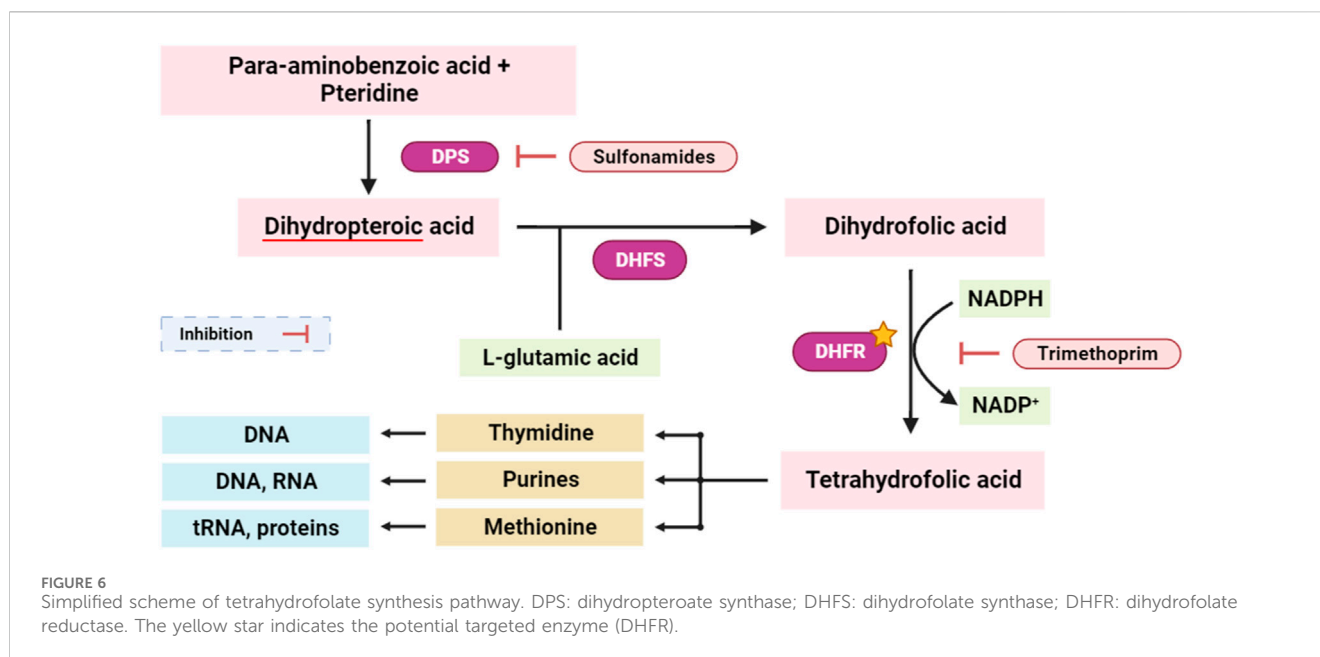 Para-aminobenzoic acid +
Pteridine
DPS
Sulfonamides
Dihydropteroic acid
Dihydrofolic acid
DHFS
NADPH
Inhibition
L-glutamic acid
DHFR
Trimethoprim
NADP⁺
DNA
Thymidine
DNA, RNA
Purines
Tetrahydrofolic acid
tRNA, proteins
Methionine
FIGURE 6
Simplified scheme of tetrahydrofolate synthesis pathway. DPS: dihydropteroate synthase; DHFS: dihydrofolate synthase; DHFR: dihydrofolate
reductase. The yellow star indicates the potential targeted enzyme (DHFR).